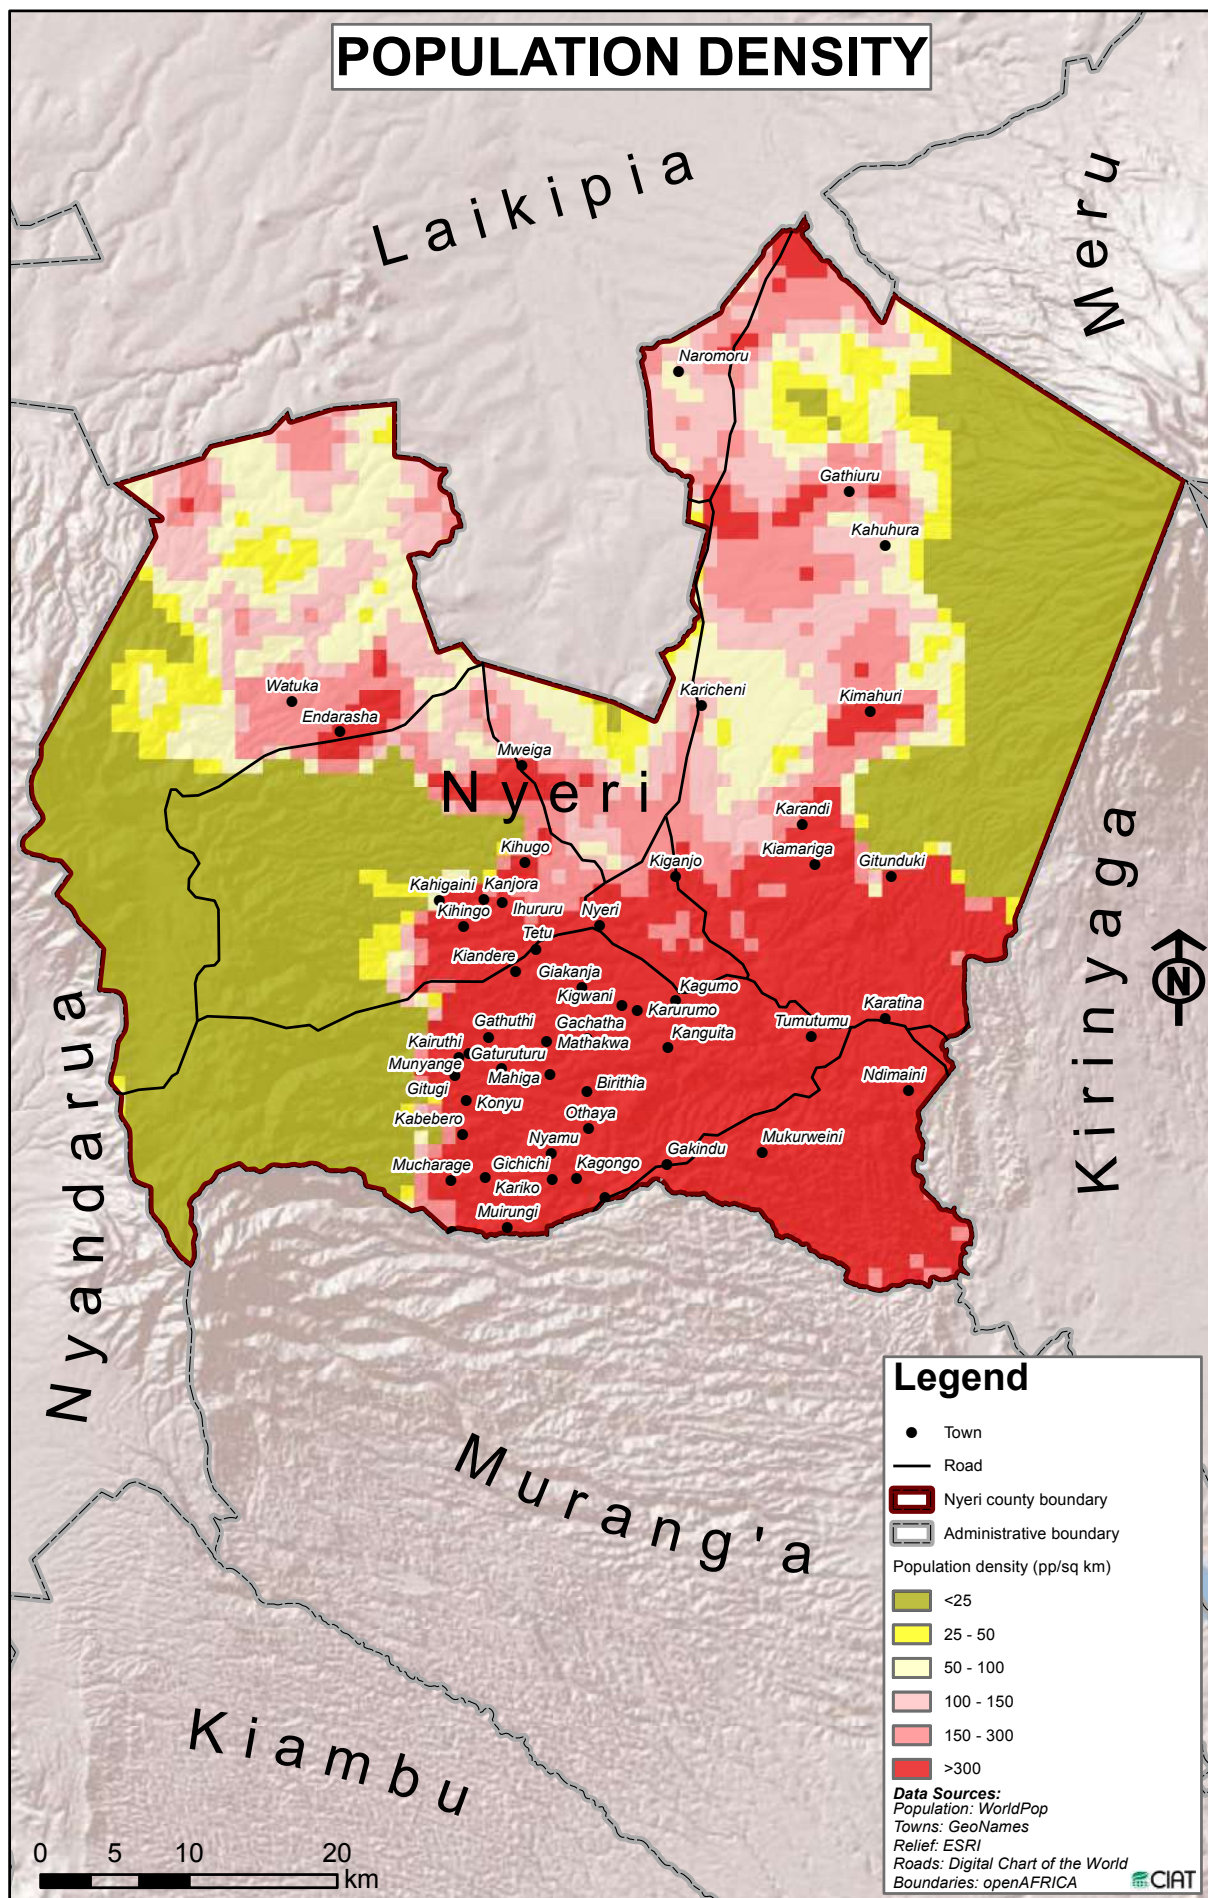 POPULATION DENSITY
Laikipia
Meru
Naromoru
Gathiuru
Kahuhura
Watuka
Endarasha
Karicheni
Kimahuri
Mweiga
Nyeri
Karandi
Kihugo
Kiganjo
Kiamariga
Gitunduki
Kahigaini
Kanjora
Kihingo
Ihururu
Nyeri
Tetu
Kiandere
Giakanja
Kigwani
Kagumo
Karurumo
Karatina
Gathuthi
Gachatha
Kanguita
Tumutumu
Kairuthi
Mathakwa
Munyange
Gaturuturu
Mahiga
Gitugi
Birithia
Ndimaini
Konyu
Kabebero
Othaya
Nyamu
Mukurweini
Mucharage
Gichichi
Kagongo
Gakindu
Kariko
Muirungi
Nyandarua
Kirinyaga
N
Murang'a
Kiambu
Legend
Town
Road
Nyeri county boundary
Administrative boundary
Population density (pp/sq km)
<25
25 - 50
50 - 100
100 - 150
150 - 300
>300
Data Sources:
Population: WorldPop
Towns: GeoNames
Relief: ESRI
Roads: Digital Chart of the World
Boundaries: openAFRICA
CIAT
0 5 10 20
km